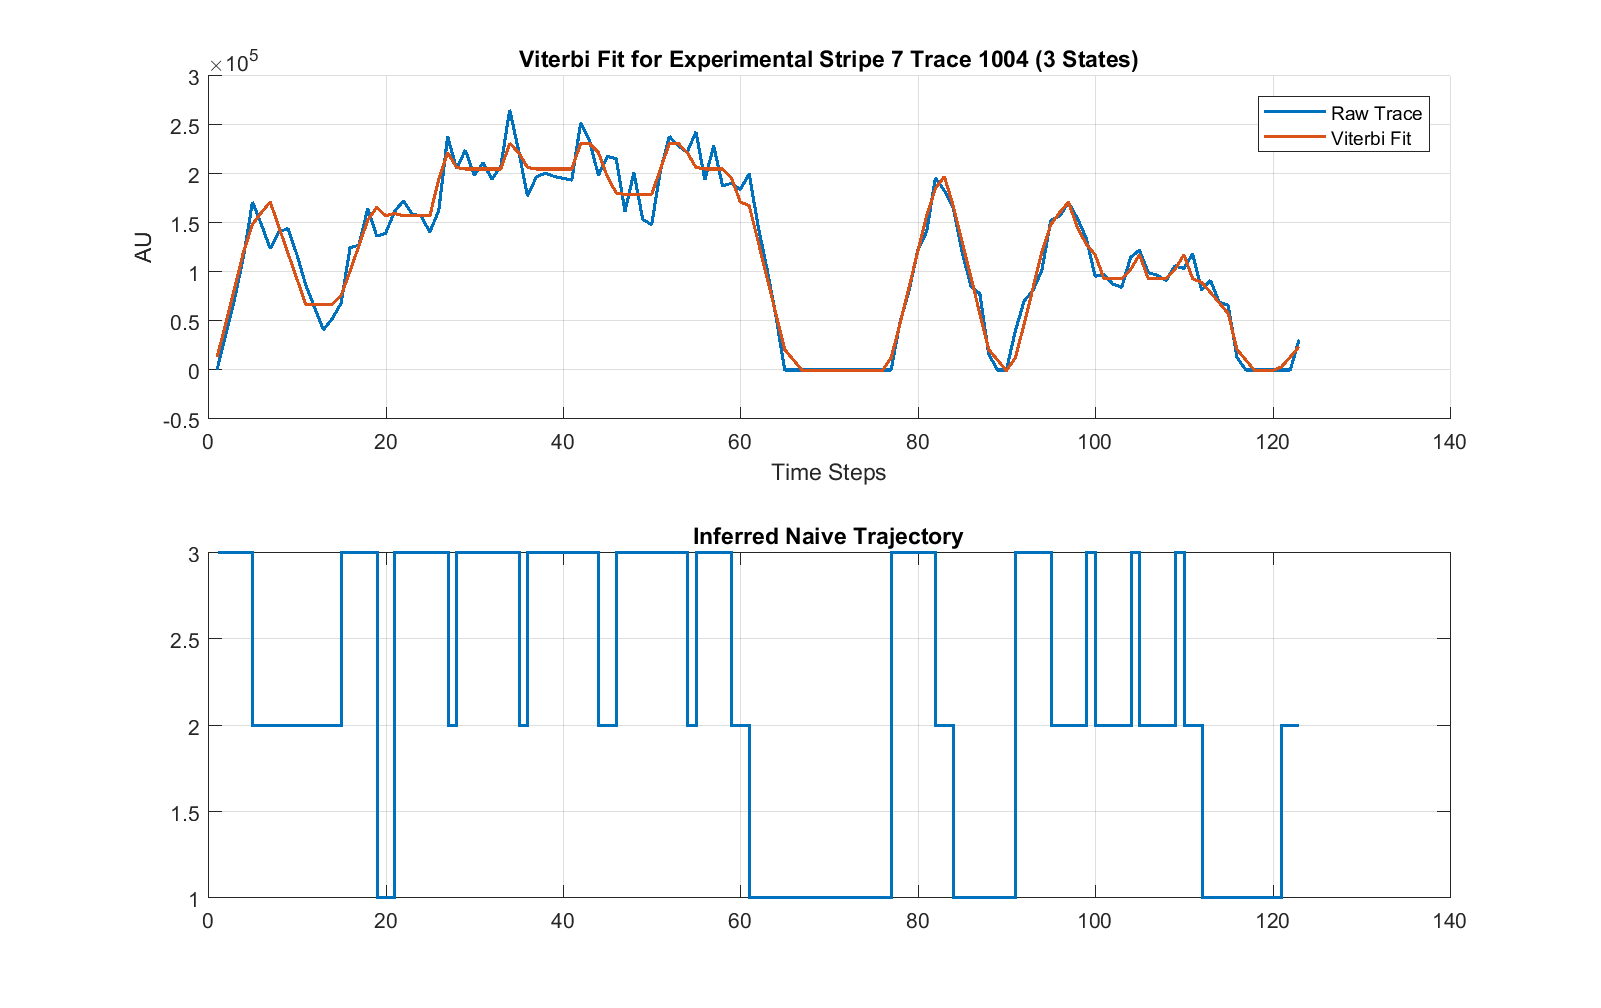 Viterbi Fit for Experimental Stripe 7 Trace 1004 (3 States)
×10⁵
3
2.5
2
1.5
1
0.5
0
-0.5
AU
Raw Trace
Viterbi Fit
0 20 40 60 80 100 120 140
Time Steps
Inferred Naive Trajectory
3
2.5
2
1.5
1
0 20 40 60 80 100 120 140